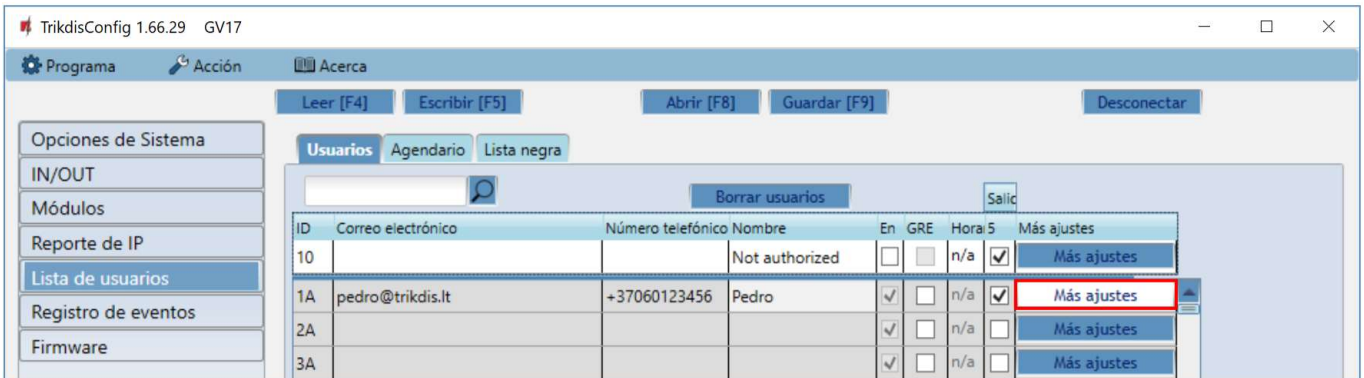 TrikdisConfig 1.66.29 GV17
Programa Acción Acerca
Leer [F4] Escribir [F5] Abrir [F8] Guardar [F9] Desconectar
Opciones de Sistema
IN/OUT
Módulos
Reporte de IP
Lista de usuarios
Registro de eventos
Firmware
Usuarios Agendario Lista negra
Borrar usuarios Salic
ID Correo electrónico Número telefónico Nombre En GRE Horai 5 Más ajustes
10 Not authorized n/a Más ajustes
1A pedro@trikdis.lt +37060123456 Pedro n/a Más ajustes
2A n/a Más ajustes
3A n/a Más ajustes